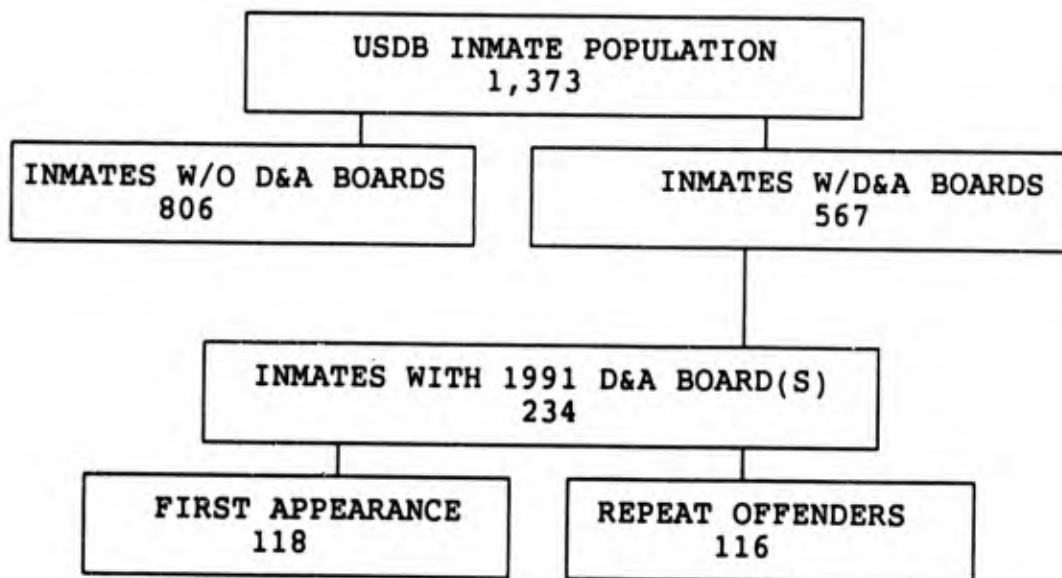 USDB INMATE POPULATION
1,373
INMATES W/O D&A BOARDS
806
INMATES W/D&A BOARDS
567
INMATES WITH 1991 D&A BOARD(S)
234
FIRST APPEARANCE
118
REPEAT OFFENDERS
116